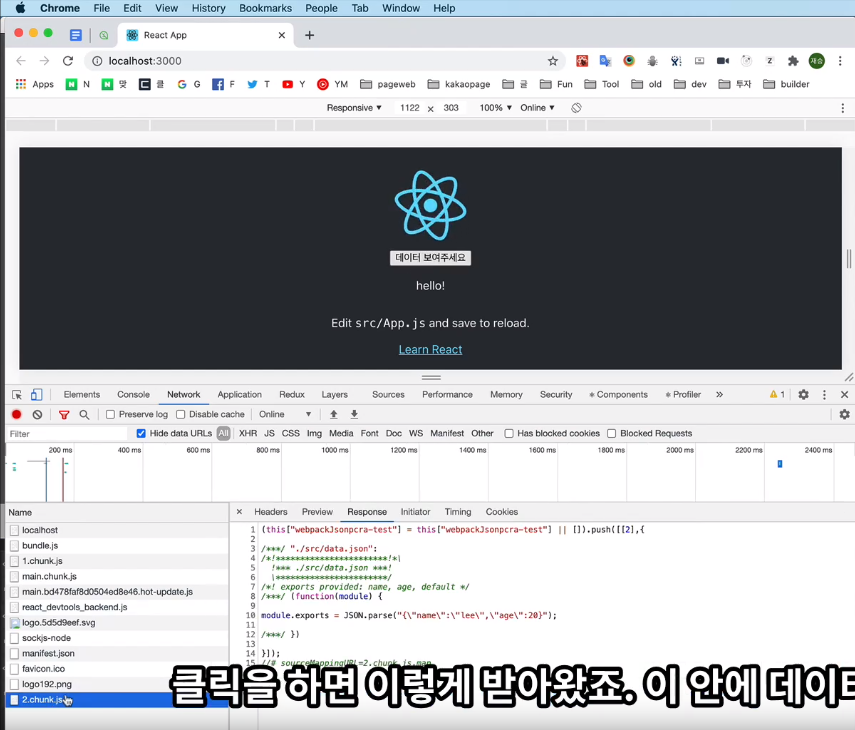 Chrome File Edit View History Bookmarks People Tab Window Help
React App
localhost:3000
Apps N 맞 클 G F T Y YM pageweb kakaopage 글 Fun Tool old dev 투자 builder
Responsive 1122 × 303 100% Online
데이터 보여주세요
hello!
Edit src/App.js and save to reload.
Learn React
Elements Console Network Application Redux Layers Sources Performance Memory Security Components Profiler » 1
Preserve log Disable cache Online
Filter Hide data URLs All XHR JS CSS Img Media Font Doc WS Manifest Other Has blocked cookies Blocked Requests
200 ms 400 ms 600 ms 800 ms 1000 ms 1200 ms 1400 ms 1600 ms 1800 ms 2000 ms 2200 ms 2400 ms
Name
localhost
bundle.js
1.chunk.js
main.chunk.js
main.bd478faf8d0504ed8e46.hot-update.js
react_devtools_backend.js
logo.5d5d9eef.svg
sockjs-node
manifest.json
favicon.ico
logo192.png
2.chunk.js
× Headers Preview Response Initiator Timing Cookies
1 (this["webpackJsonpcra-test"] = this["webpackJsonpcra-test"] || []).push([[2],{
2
3 /***/ "./src/data.json":
4 /*!***********************!*\
5 !*** ./src/data.json ***!
6 \***********************/
7 /*! exports provided: name, age, default */
8 /***/ (function(module) {
9
10 module.exports = JSON.parse("{\"name\":\"lee\",\"age\":20}");
11
12 /***/ })
13
14 }]);
15 //# sourceMappingURL=2.chunk.js.map
클릭을 하면 이렇게 받아왔죠. 이 안에 데이터